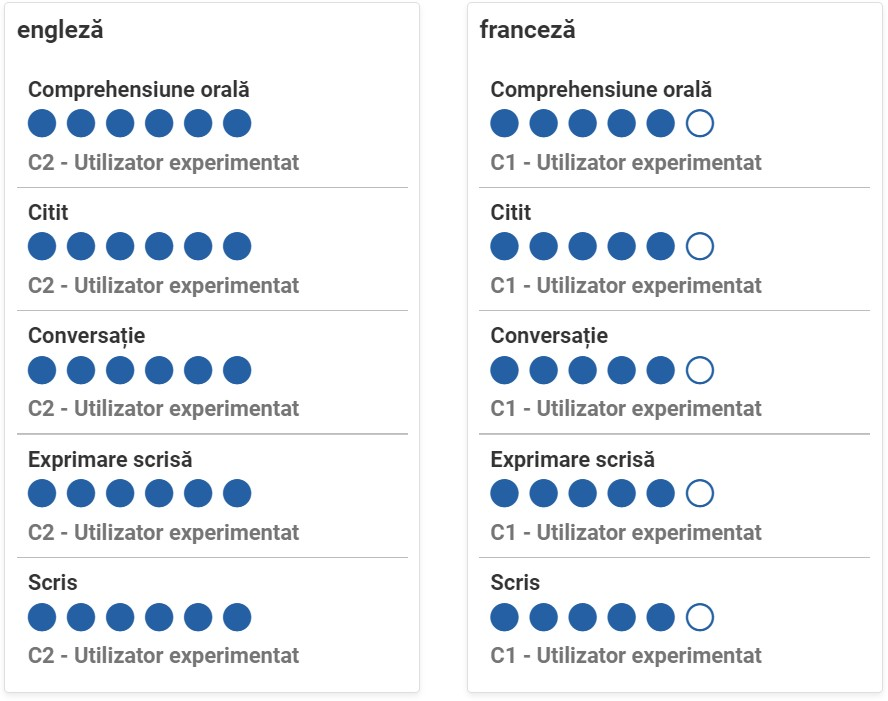 engleză
Comprehensiune orală
C2 - Utilizator experimentat
Citit
C2 - Utilizator experimentat
Conversație
C2 - Utilizator experimentat
Exprimare scrisă
C2 - Utilizator experimentat
Scris
C2 - Utilizator experimentat
franceză
Comprehensiune orală
C1 - Utilizator experimentat
Citit
C1 - Utilizator experimentat
Conversație
C1 - Utilizator experimentat
Exprimare scrisă
C1 - Utilizator experimentat
Scris
C1 - Utilizator experimentat